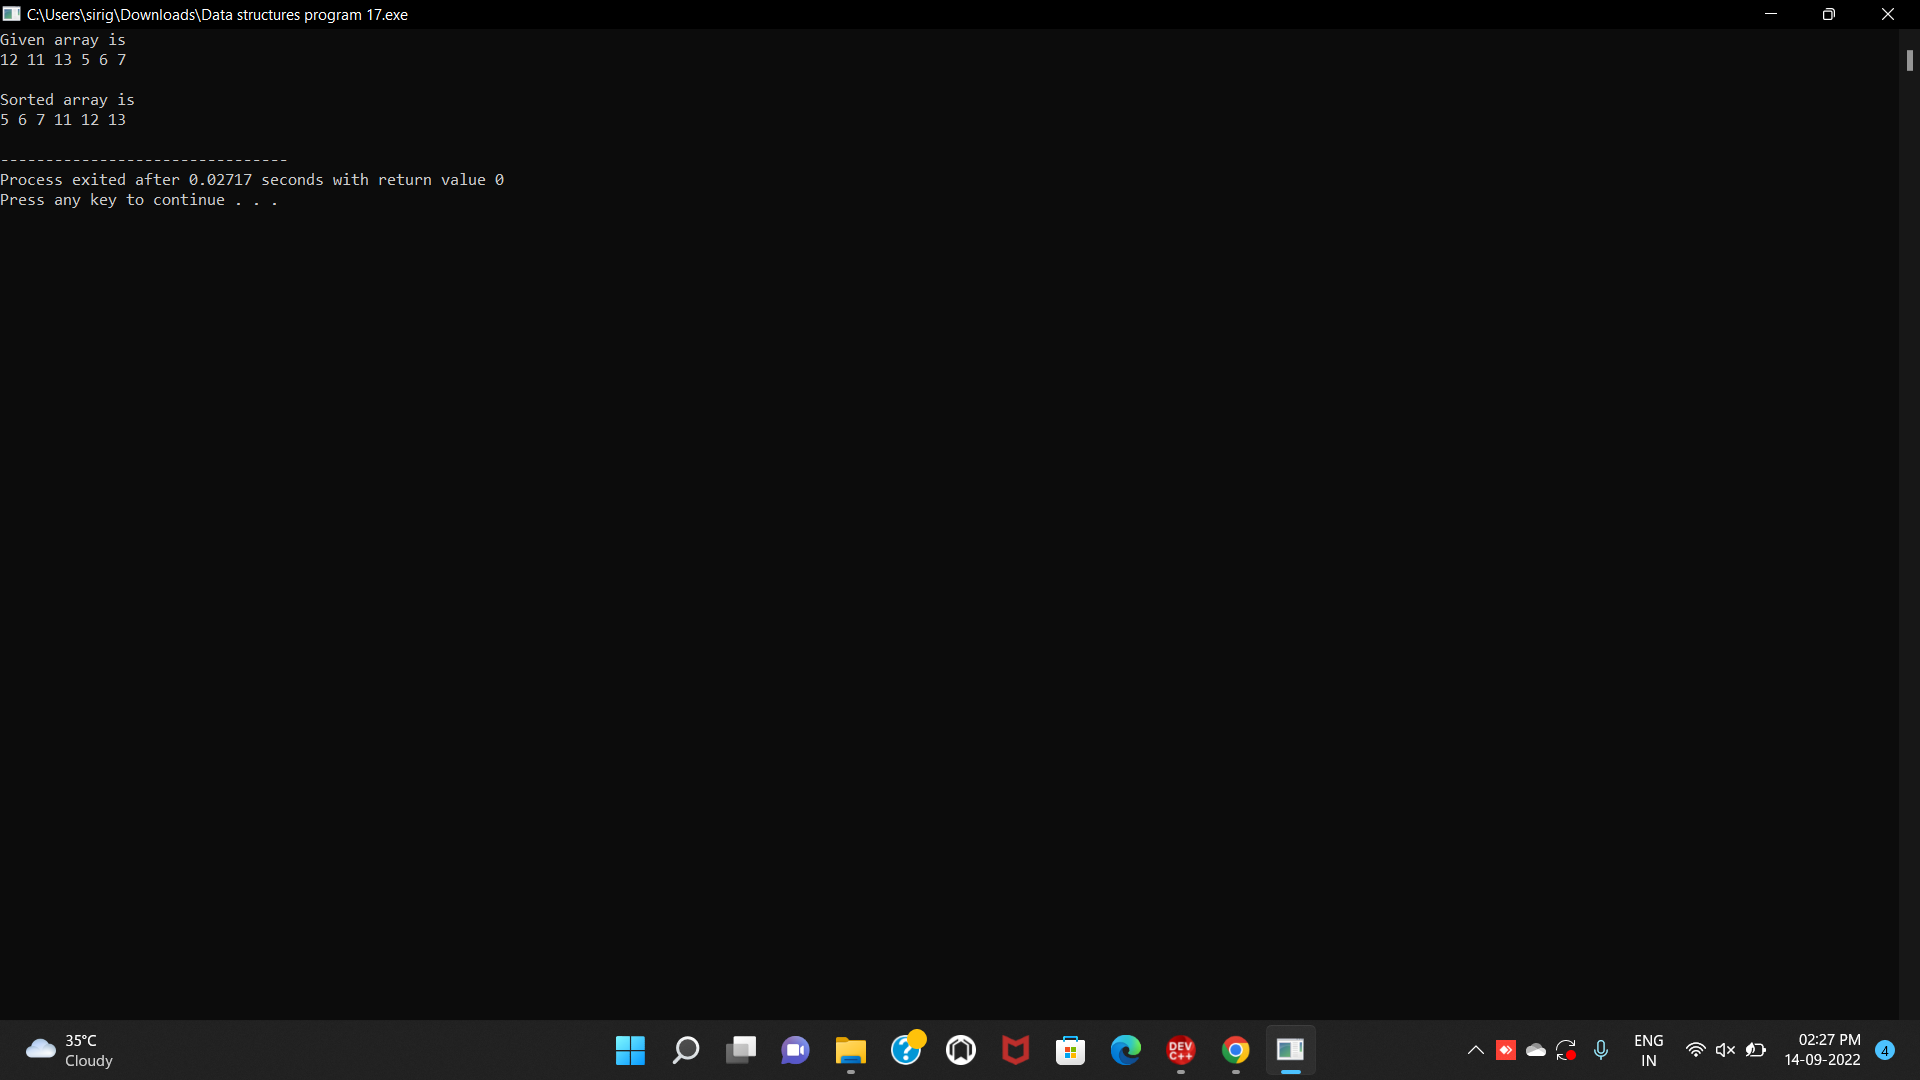 C:\Users\sirig\Downloads\Data structures program 17.exe
Given array is
12 11 13 5 6 7
Sorted array is
5 6 7 11 12 13
--------------------------------
Process exited after 0.02717 seconds with return value 0
Press any key to continue . . .
35°C
Cloudy
DEV
C++
ENG
IN
02:27 PM
14-09-2022
4